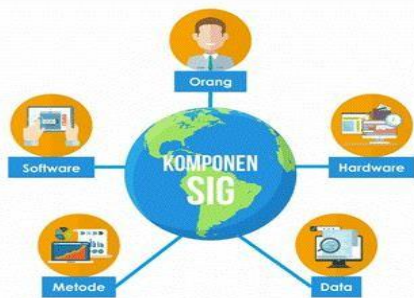 Orang
Software
KOMPONEN
SIG
Hardware
Metode
Data